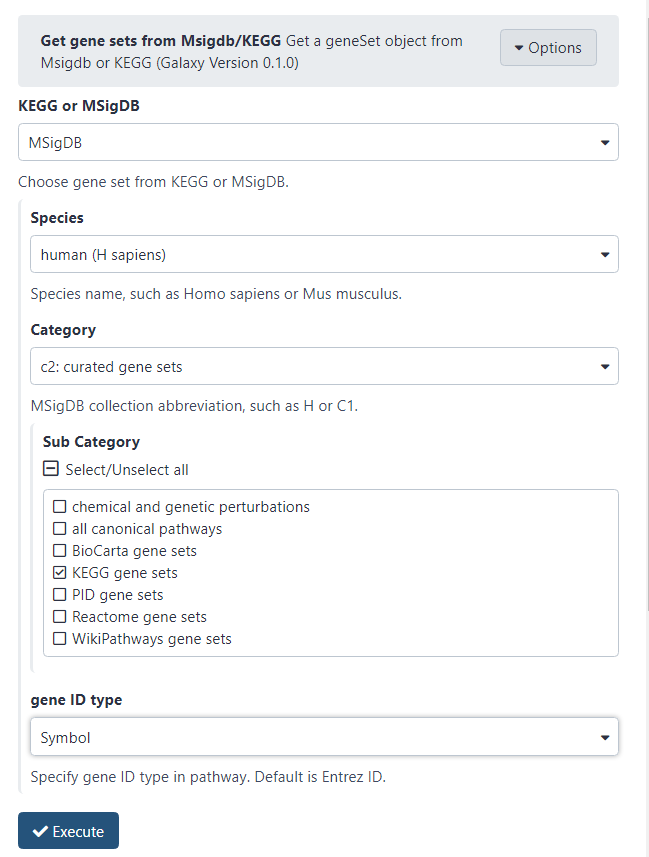 Get gene sets from Msigdb/KEGG Get a geneSet object from
Msigdb or KEGG (Galaxy Version 0.1.0)
Options
KEGG or MSigDB
MSigDB
Choose gene set from KEGG or MSigDB.
Species
human (H sapiens)
Species name, such as Homo sapiens or Mus musculus.
Category
c2: curated gene sets
MSigDB collection abbreviation, such as H or C1.
Sub Category
Select/Unselect all
chemical and genetic perturbations
all canonical pathways
BioCarta gene sets
KEGG gene sets
PID gene sets
Reactome gene sets
WikiPathways gene sets
gene ID type
Symbol
Specify gene ID type in pathway. Default is Entrez ID.
Execute